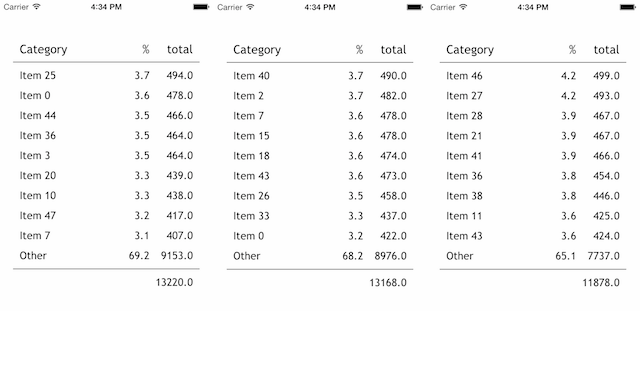 Carrier 4:34 PM
Category % total
Item 25 3.7 494.0
Item 0 3.6 478.0
Item 44 3.5 466.0
Item 36 3.5 464.0
Item 3 3.5 464.0
Item 20 3.3 439.0
Item 10 3.3 438.0
Item 47 3.2 417.0
Item 7 3.1 407.0
Other 69.2 9153.0
13220.0
Carrier 4:34 PM
Category % total
Item 40 3.7 490.0
Item 2 3.7 482.0
Item 7 3.6 478.0
Item 15 3.6 478.0
Item 18 3.6 474.0
Item 43 3.6 473.0
Item 26 3.5 458.0
Item 33 3.3 437.0
Item 0 3.2 422.0
Other 68.2 8976.0
13168.0
Carrier 4:34 PM
Category % total
Item 46 4.2 499.0
Item 27 4.2 493.0
Item 28 3.9 467.0
Item 21 3.9 467.0
Item 41 3.9 466.0
Item 36 3.8 454.0
Item 38 3.8 446.0
Item 11 3.6 425.0
Item 43 3.6 424.0
Other 65.1 7737.0
11878.0